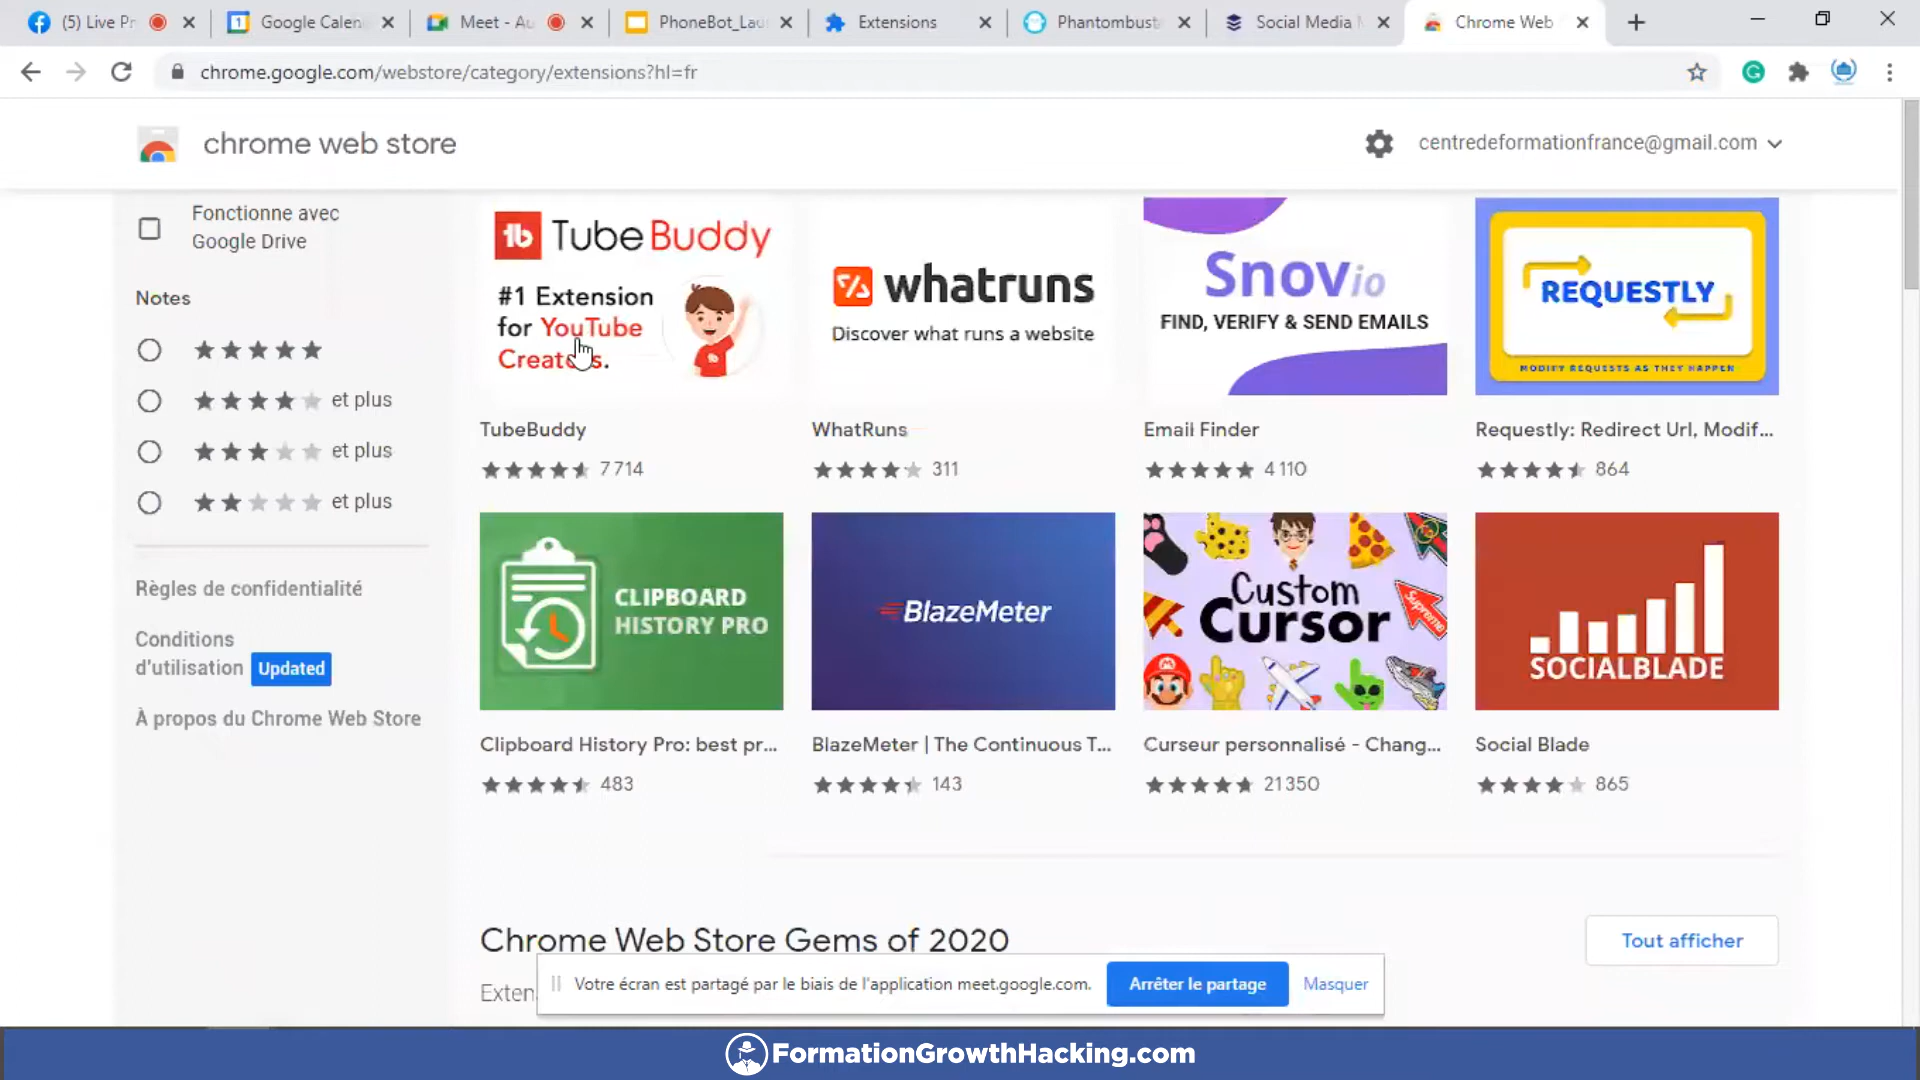 (5) Live Pr
Google Calen
Meet - Au
PhoneBot_Lau
Extensions
Phantombust
Social Media
Chrome Web
chrome.google.com/webstore/category/extensions?hl=fr
chrome web store
centredeformationfrance@gmail.com
Fonctionne avec
Google Drive
Notes
et plus
et plus
et plus
Règles de confidentialité
Conditions
d'utilisation Updated
À propos du Chrome Web Store
TubeBuddy
#1 Extension
for YouTube
Creators.
TubeBuddy
7 714
whatruns
Discover what runs a website
WhatRuns
311
Snovio
FIND, VERIFY & SEND EMAILS
Email Finder
4 110
REQUESTLY
MODIFY REQUESTS AS THEY HAPPEN
Requestly: Redirect Url, Modif...
864
CLIPBOARD
HISTORY PRO
Clipboard History Pro: best pr...
483
BlazeMeter
BlazeMeter | The Continuous T...
143
Custom
Cursor
Supreme
Curseur personnalisé - Chang...
21 350
SOCIALBLADE
Social Blade
865
Chrome Web Store Gems of 2020
Tout afficher
Exten
Votre écran est partagé par le biais de l'application meet.google.com.
Arrêter le partage
Masquer
FormationGrowthHacking.com